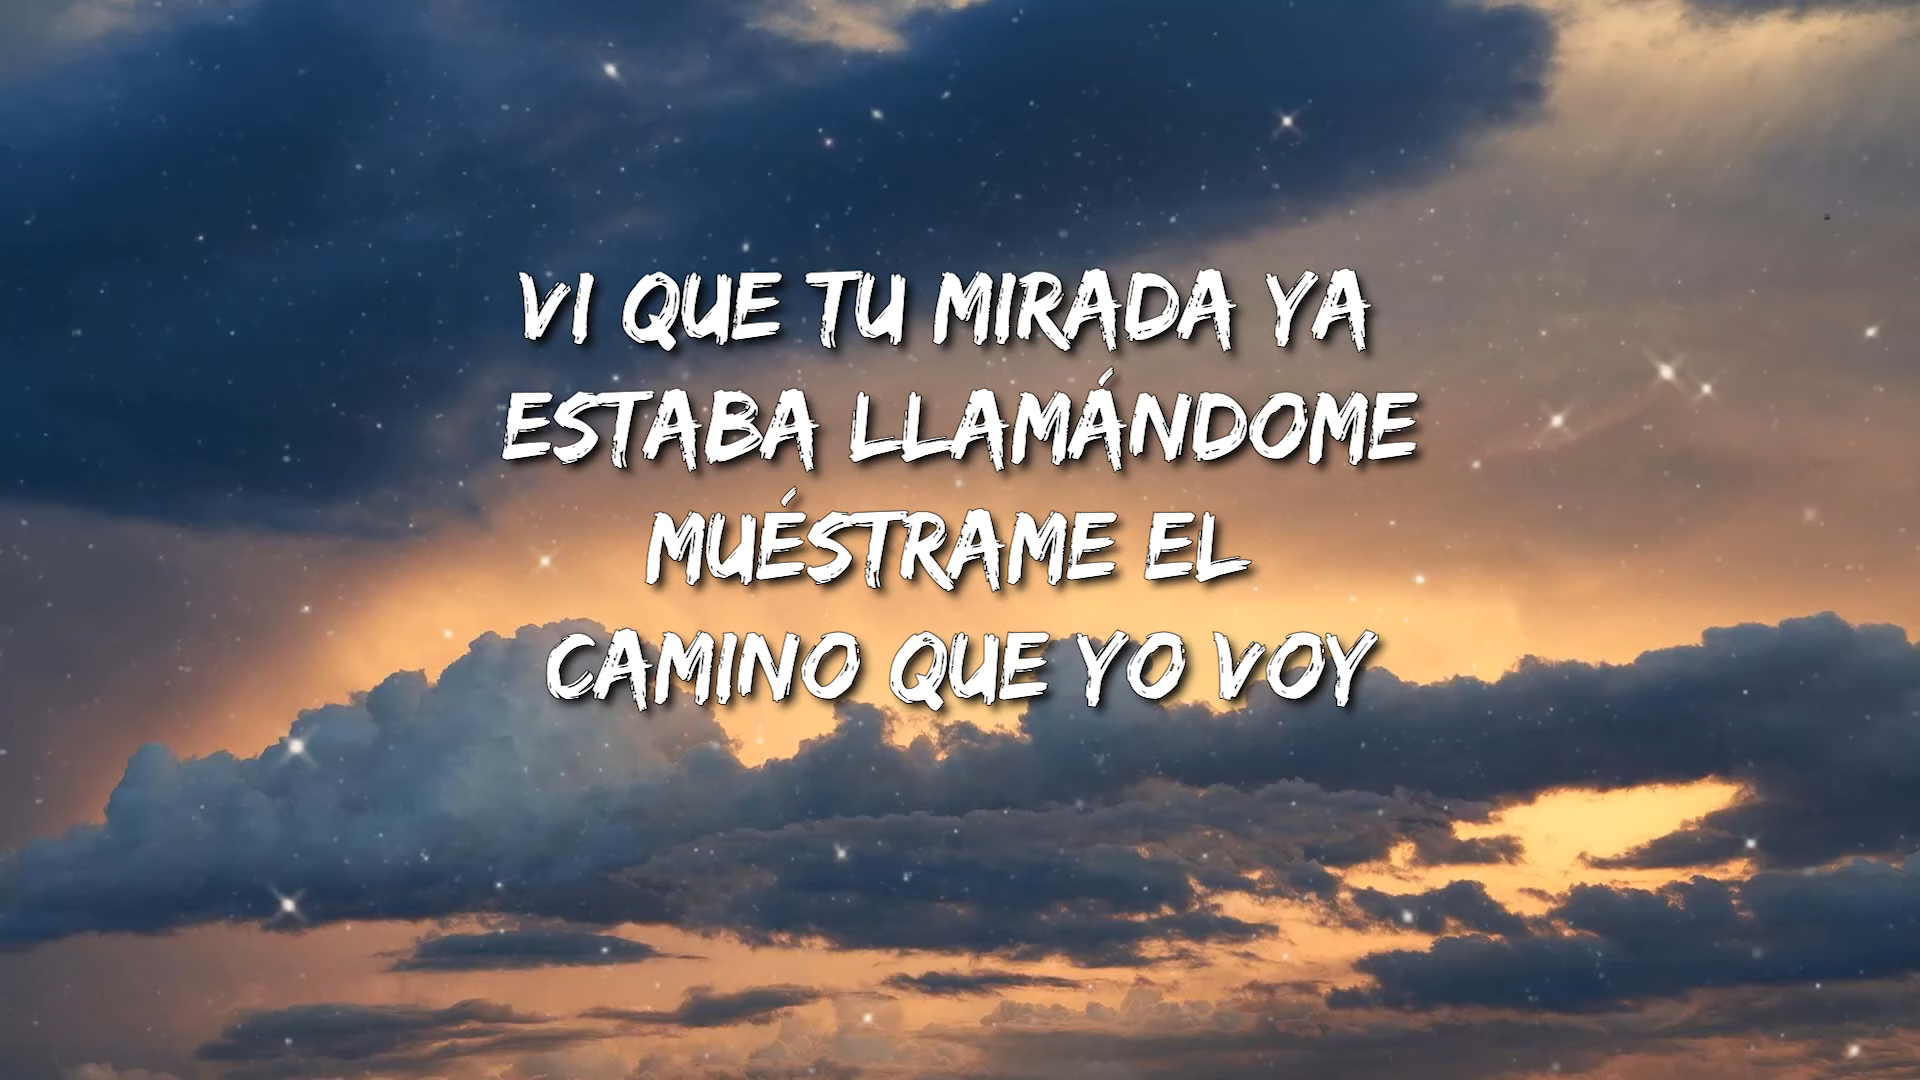 VI QUE TU MIRADA YA
ESTABA LLAMÁNDOME
MUÉSTRAME EL
CAMINO QUE YO VOY